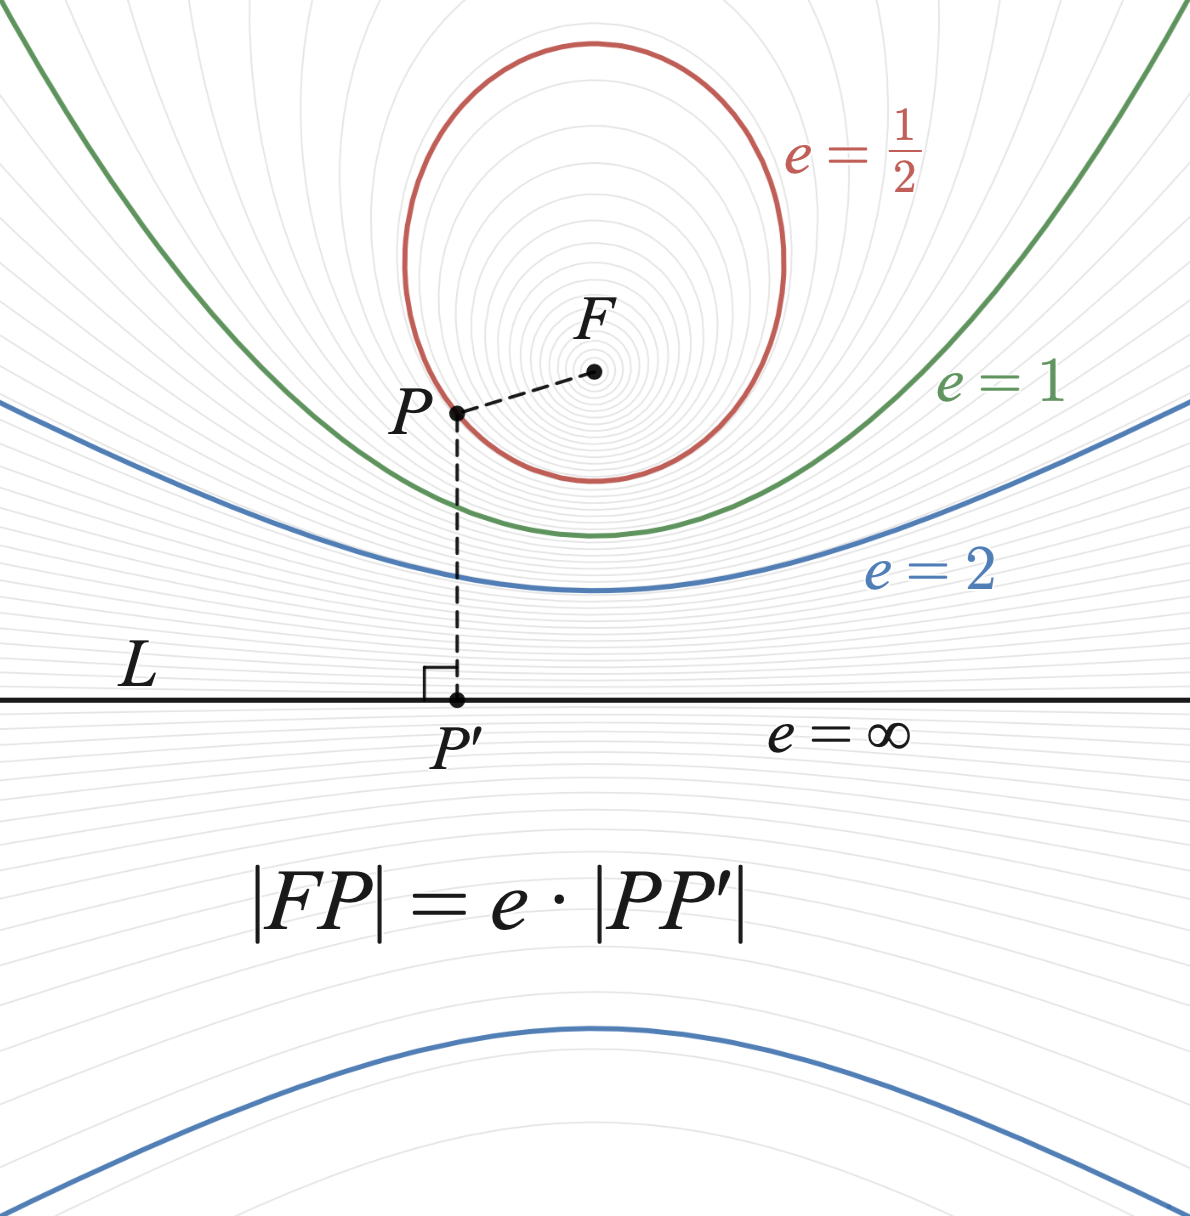 e = 1/2
F
P
e = 1
e = 2
L
P′
e = ∞
|FP| = e · |PP′|